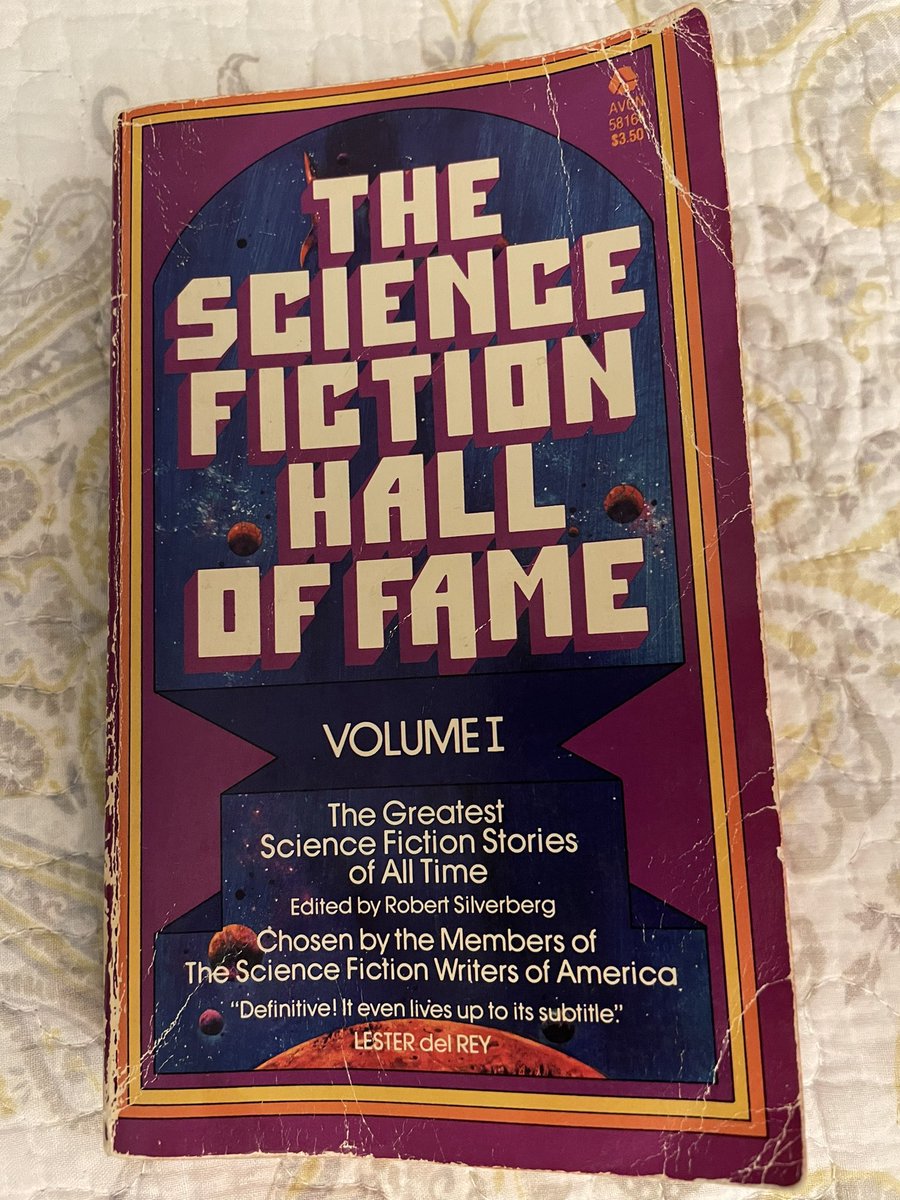 AVON
$3.50
THE
SCIENCE
FICTION
HALL
OF FAME
VOLUME I
The Greatest
Science Fiction Stories
of All Time
Edited by Robert Silverberg
Chosen by the Members of
The Science Fiction Writers of America
"Definitive! It even lives up to its subtitle."
LESTER del REY